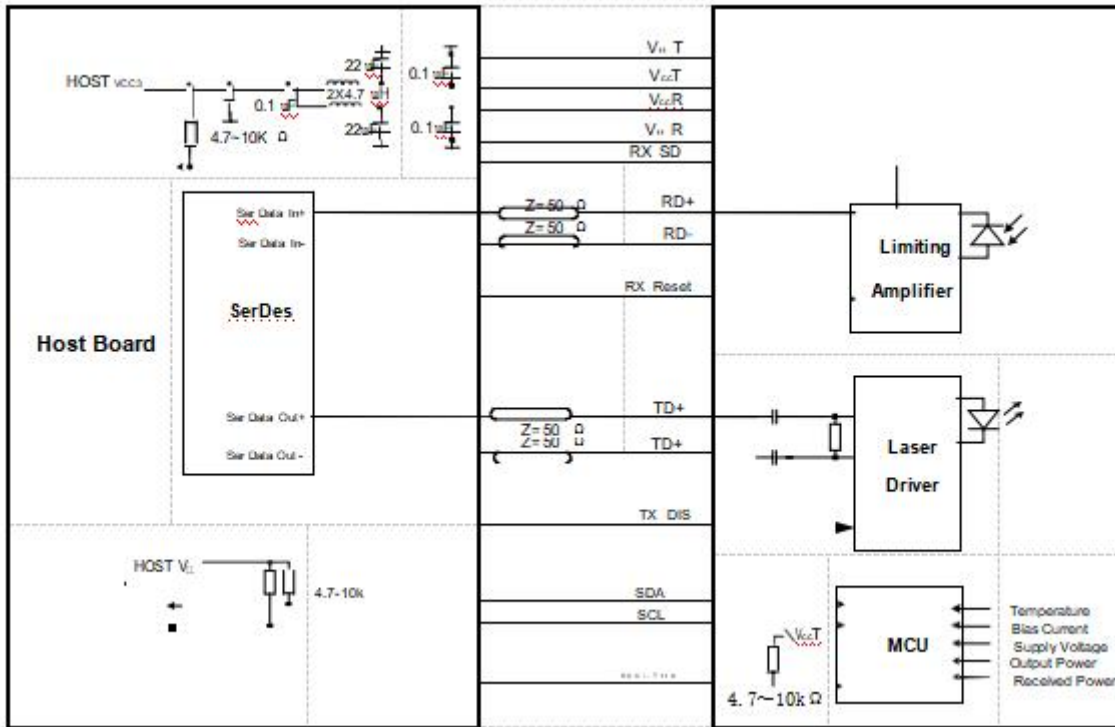 HOST VCC3
22
0.1 uF
0.1 uF
2X4.7 uH
4.7~10K Ω
22uF
0.1 uF
VccT
VccR
RX SD
Ser Data In+
Z=50 Ω
RD+
Ser Data In-
Z=50 Ω
RD-
Limiting
Amplifier
RX Reset
SerDes
Host Board
Ser Data Out+
TD+
Z=50 Ω
Z=50 Ω
Ser Data Out -
TD+
Laser
Driver
TX DIS
HOST
4.7-10k
SDA
SCL
VccT
4.7～10kΩ
MCU
Temperature
Bias Current
Supply Voltage
Output Power
Received Power